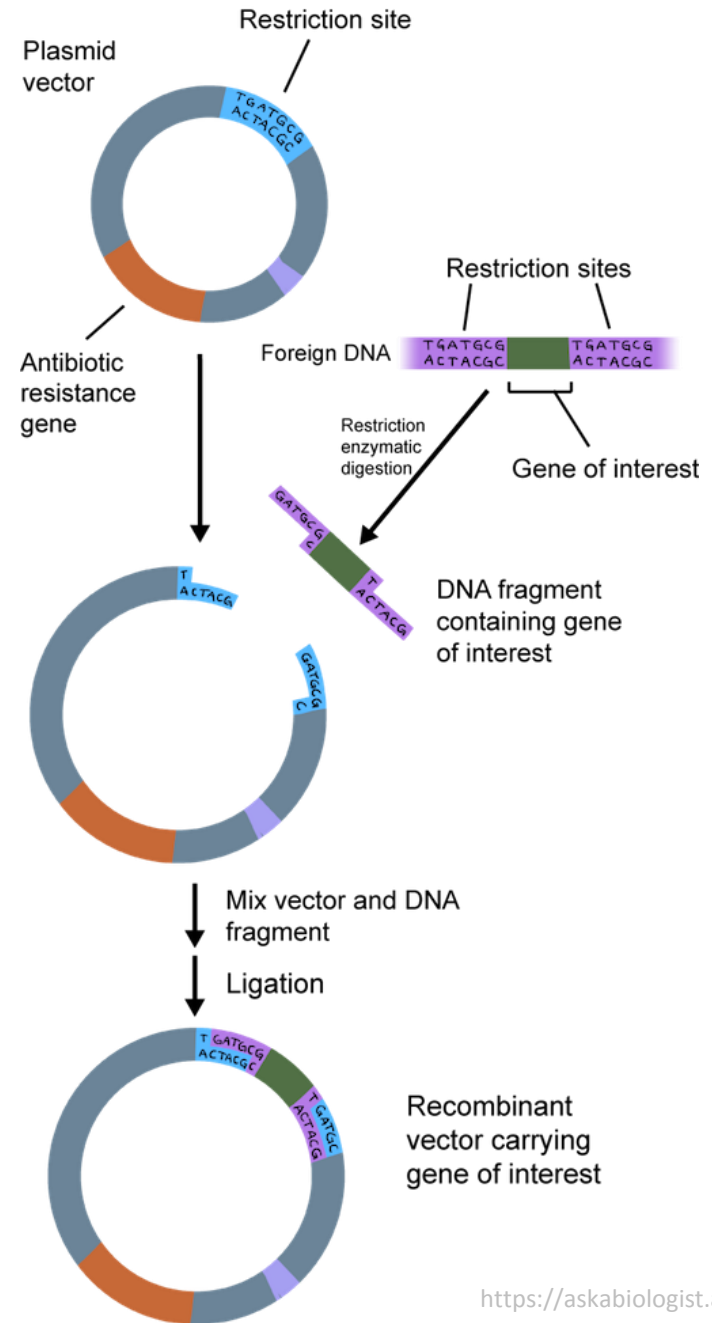 Restriction site
Plasmid
vector
TGATGCG
ACTACGC
Restriction sites
Foreign DNA
TGATGCG
ACTACGC
TGATGCG
ACTACGC
Antibiotic
resistance
gene
Restriction
enzymatic
digestion
Gene of interest
GATGCG
C
T
ACTACG
DNA fragment
containing gene
of interest
T
ACTACG
GATGCG
C
Mix vector and DNA
fragment
Ligation
T GATGCG
ACTACGC
T GATGC
ACTACG
Recombinant
vector carrying
gene of interest
https://askabiologist.a